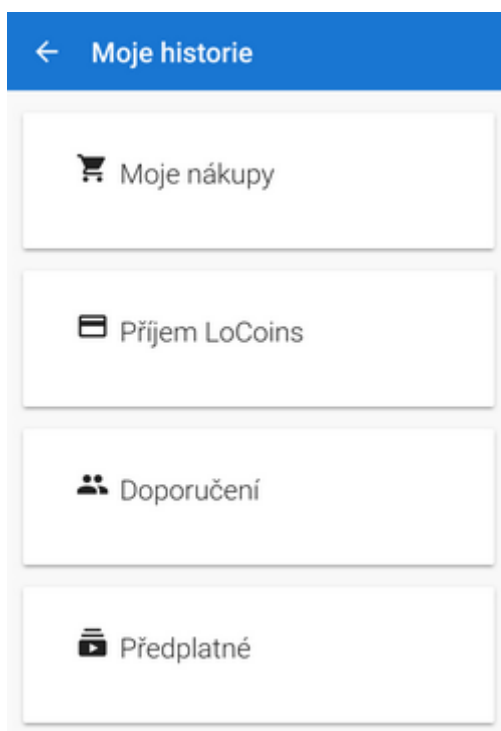 Moje historie
Moje nákupy
Příjem LoCoins
Doporučení
Předplatné